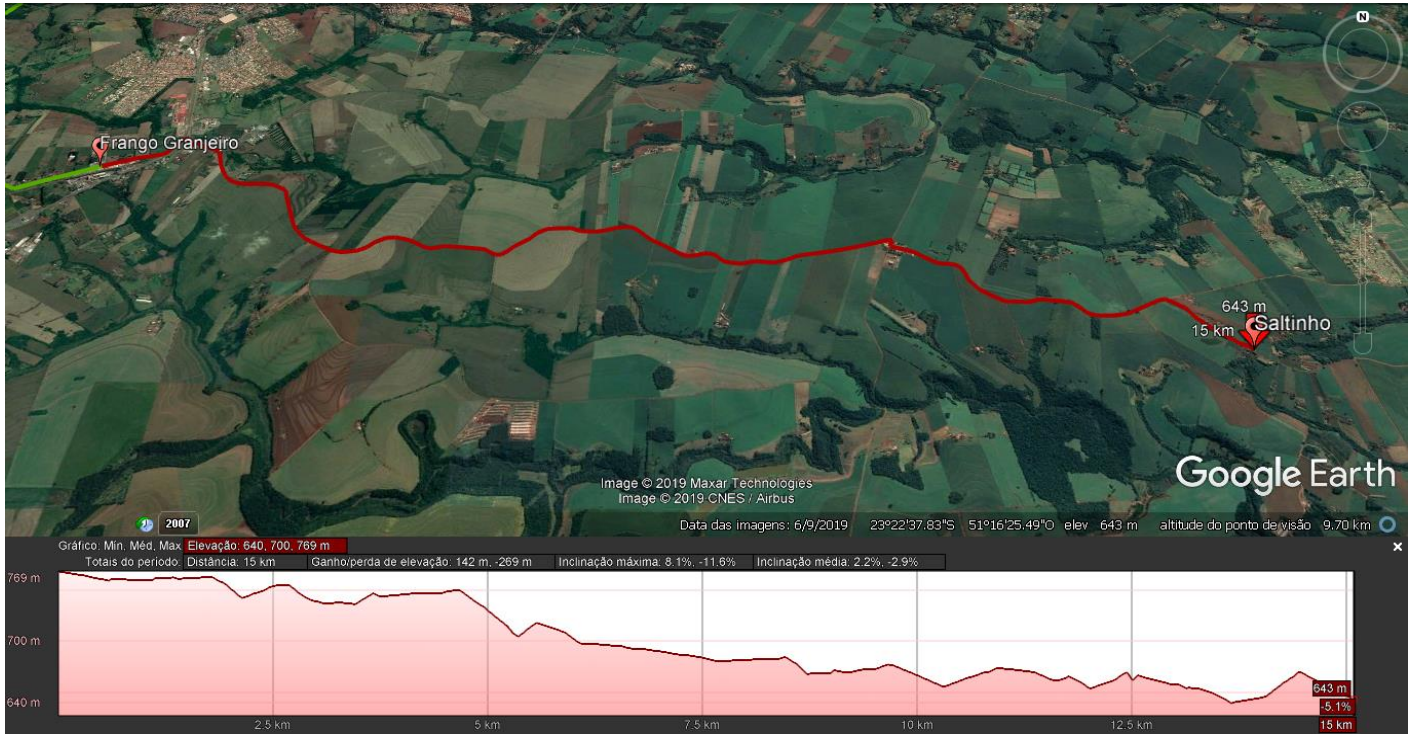 N
Frango Granjeiro
643 m
15 km
Saltinho
Google Earth
Image © 2019 Maxar Technologies
Image © 2019 CNES / Airbus
2007
Data das imagens: 6/9/2019 23°22'37.83"S 51°16'25.49"O elev 643 m altitude do ponto de visão 9.70 km
Gráfico: Mín, Méd, Máx Elevação: 640, 700, 769 m
Totais do período: Distância: 15 km Ganho/perda de elevação: 142 m, -269 m Inclinação máxima: 8.1%, -11.6% Inclinação média: 2.2%, -2.9%
769 m
700 m
640 m
643 m
-5.1%
2.5 km 5 km 7.5 km 10 km 12.5 km 15 km